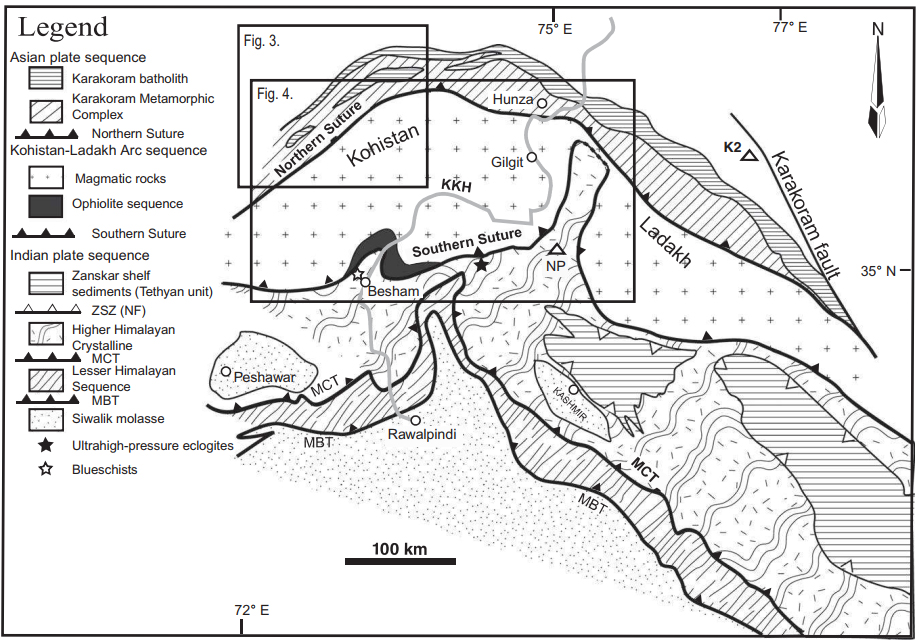 Legend
Asian plate sequence
Karakoram batholith
Karakoram Metamorphic
Complex
Northern Suture
Kohistan-Ladakh Arc sequence
Magmatic rocks
Ophiolite sequence
Southern Suture
Indian plate sequence
Zanskar shelf
sediments (Tethyan unit)
ZSZ (NF)
Higher Himalayan
Crystalline
MCT
Lesser Himalayan
Sequence
MBT
Siwalik molasse
Ultrahigh-pressure eclogites
Blueschists
75° E
77° E
N
Fig. 3.
Fig. 4.
Hunza
Northern Suture
Kohistan
Gilgit
K2
Karakoram fault
KKH
Ladakh
Southern Suture
NP
35° N
Besham
Peshawar
MCT
KASHMIR
Rawalpindi
MBT
MCT
MBT
100 km
72° E